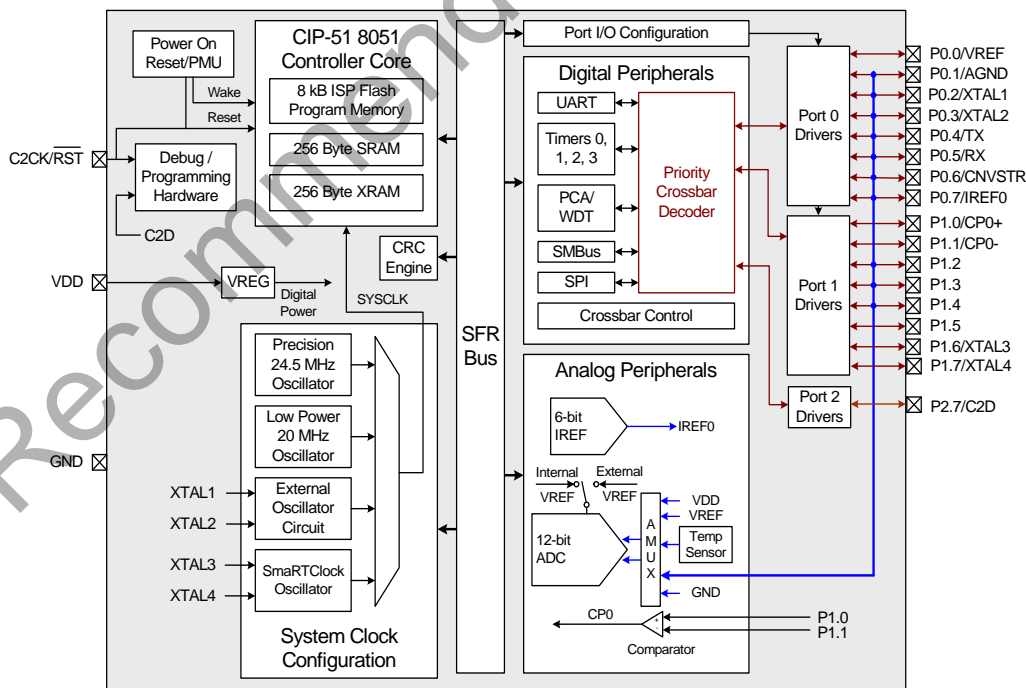 Recommend
Power On
Reset/PMU
Wake
Reset
C2CK/RST
Debug /
Programming
Hardware
C2D
VDD
VREG
Digital
Power
GND
CIP-51 8051
Controller Core
8 kB ISP Flash
Program Memory
256 Byte SRAM
256 Byte XRAM
CRC
Engine
SYSCLK
Precision
24.5 MHz
Oscillator
Low Power
20 MHz
Oscillator
XTAL1
XTAL2
External
Oscillator
Circuit
XTAL3
XTAL4
SmaRTClock
Oscillator
System Clock
Configuration
SFR
Bus
Port I/O Configuration
Digital Peripherals
UART
Timers 0,
1, 2, 3
PCA/
WDT
SMBus
SPI
Priority
Crossbar
Decoder
Crossbar Control
Analog Peripherals
6-bit
IREF
IREF0
Internal
VREF
External
VREF
12-bit
ADC
A
M
U
X
VDD
VREF
Temp
Sensor
GND
CP0
+
-
Comparator
P1.0
P1.1
Port 0
Drivers
Port 1
Drivers
Port 2
Drivers
P0.0/VREF
P0.1/AGND
P0.2/XTAL1
P0.3/XTAL2
P0.4/TX
P0.5/RX
P0.6/CNVSTR
P0.7/IREF0
P1.0/CP0+
P1.1/CP0-
P1.2
P1.3
P1.4
P1.5
P1.6/XTAL3
P1.7/XTAL4
P2.7/C2D